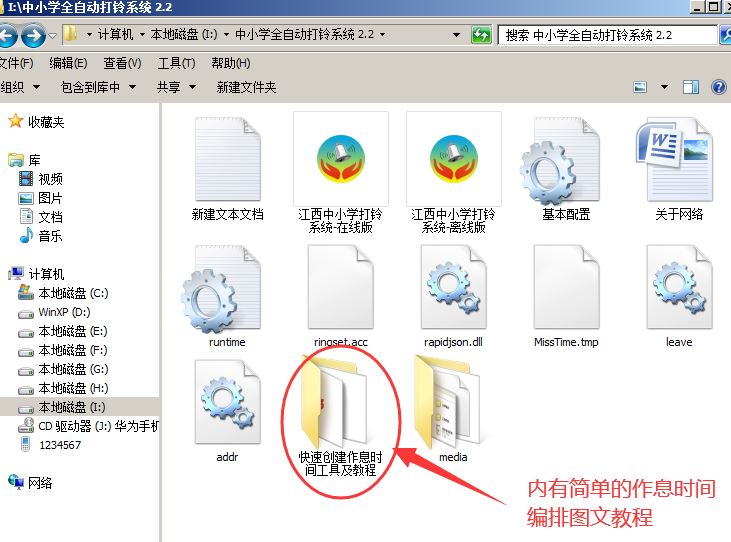 I:\中小学全自动打铃系统 2.2
计算机 本地磁盘 (I:) 中小学全自动打铃系统 2.2
搜索 中小学全自动打铃系统 2.2
文件(F) 编辑(E) 查看(V) 工具(T) 帮助(H)
组织 包含到库中 共享 新建文件夹
收藏夹
库
视频
图片
文档
音乐
计算机
本地磁盘 (C:)
WinXP (D:)
本地磁盘 (E:)
本地磁盘 (F:)
本地磁盘 (G:)
本地磁盘 (H:)
本地磁盘 (I:)
CD 驱动器 (J:) 华为手机
1234567
网络
新建文本文档
江西中小学打铃
系统-在线版
江西中小学打铃
系统-离线版
基本配置
关于网络
runtime
ringset.acc
rapidjson.dll
MissTime.tmp
leave
addr
快速创建作息时
间工具及教程
media
内有简单的作息时间
编排图文教程